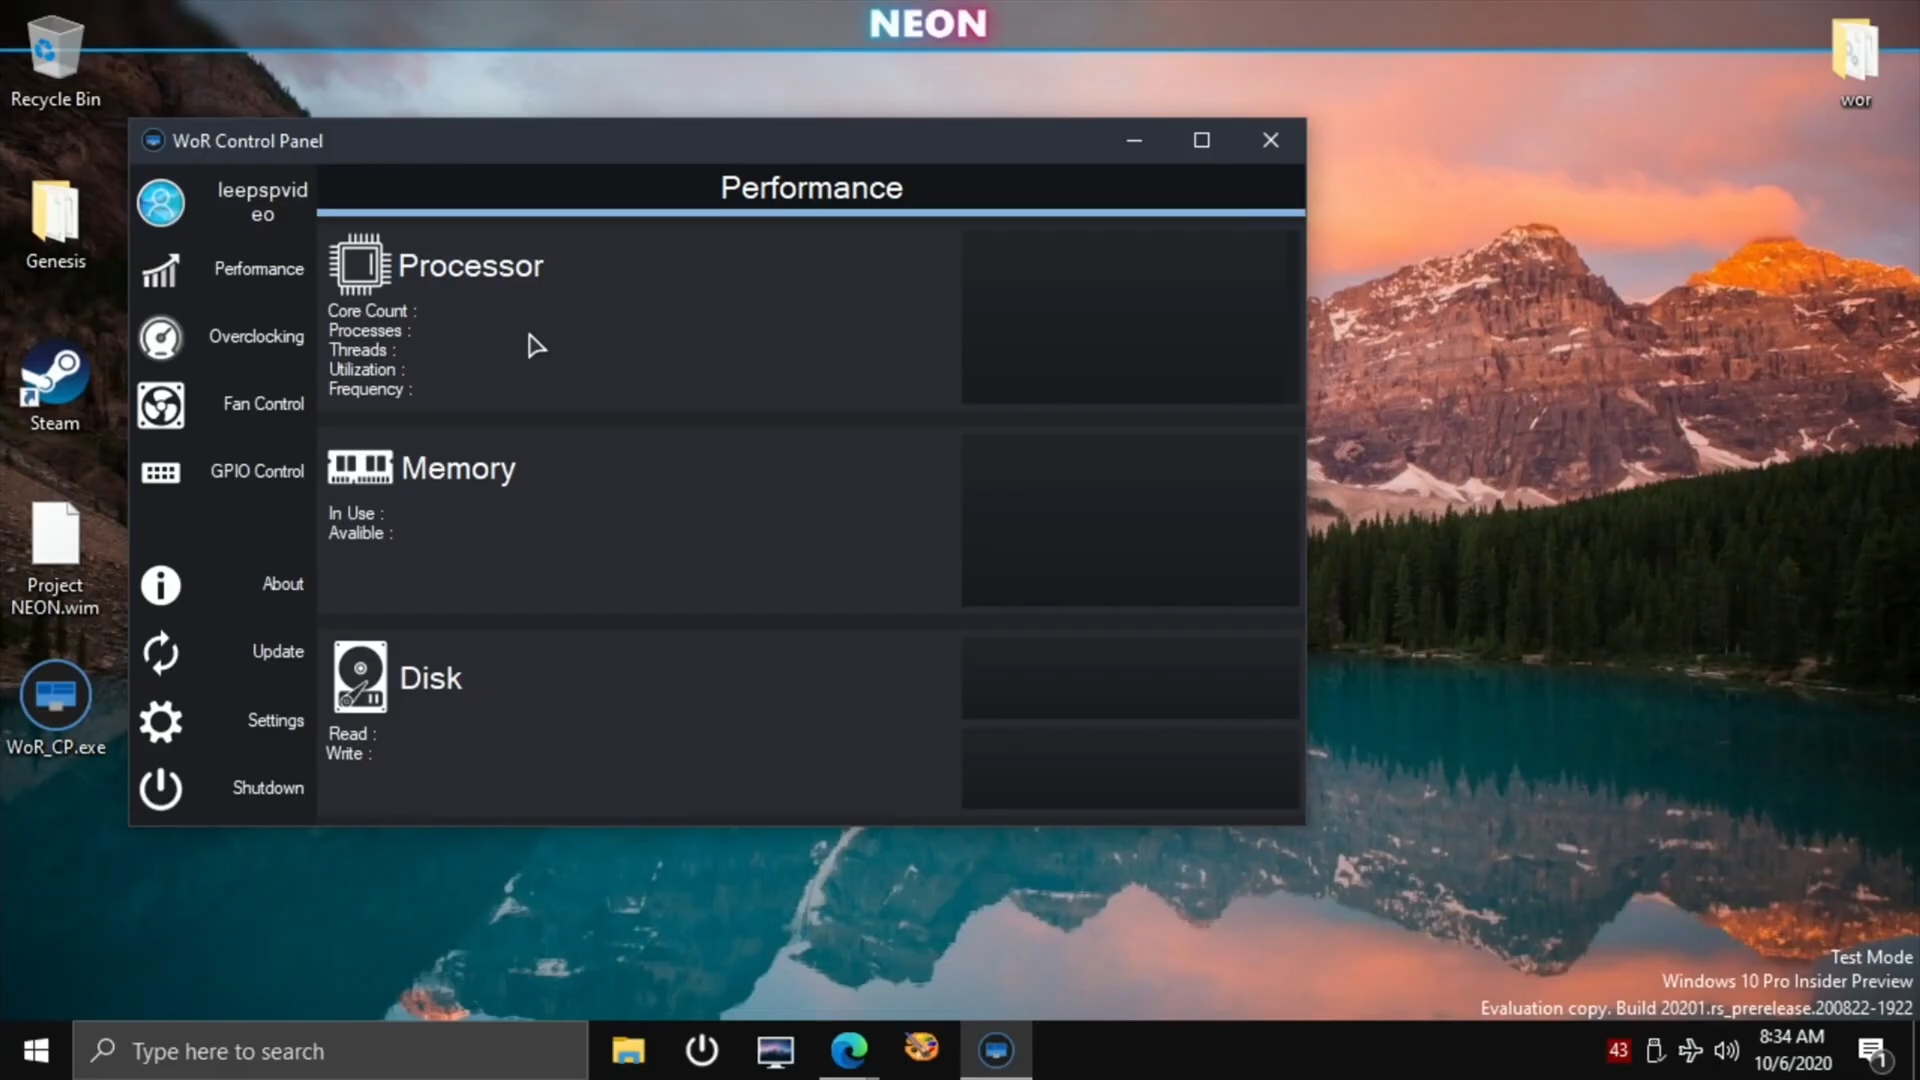 NEON
Recycle Bin
wor
WoR Control Panel
leepspvid
eo
Performance
Performance
Processor
Core Count :
Processes :
Threads :
Utilization :
Frequency :
Overclocking
Fan Control
GPIO Control
Memory
In Use :
Avalible :
About
Update
Settings
Shutdown
Disk
Read :
Write :
Genesis
Steam
Project
NEON.wim
WoR_CP.exe
Test Mode
Windows 10 Pro Insider Preview
Evaluation copy. Build 20201.rs_prerelease.200822-1922
Type here to search
43
8:34 AM
10/6/2020
1